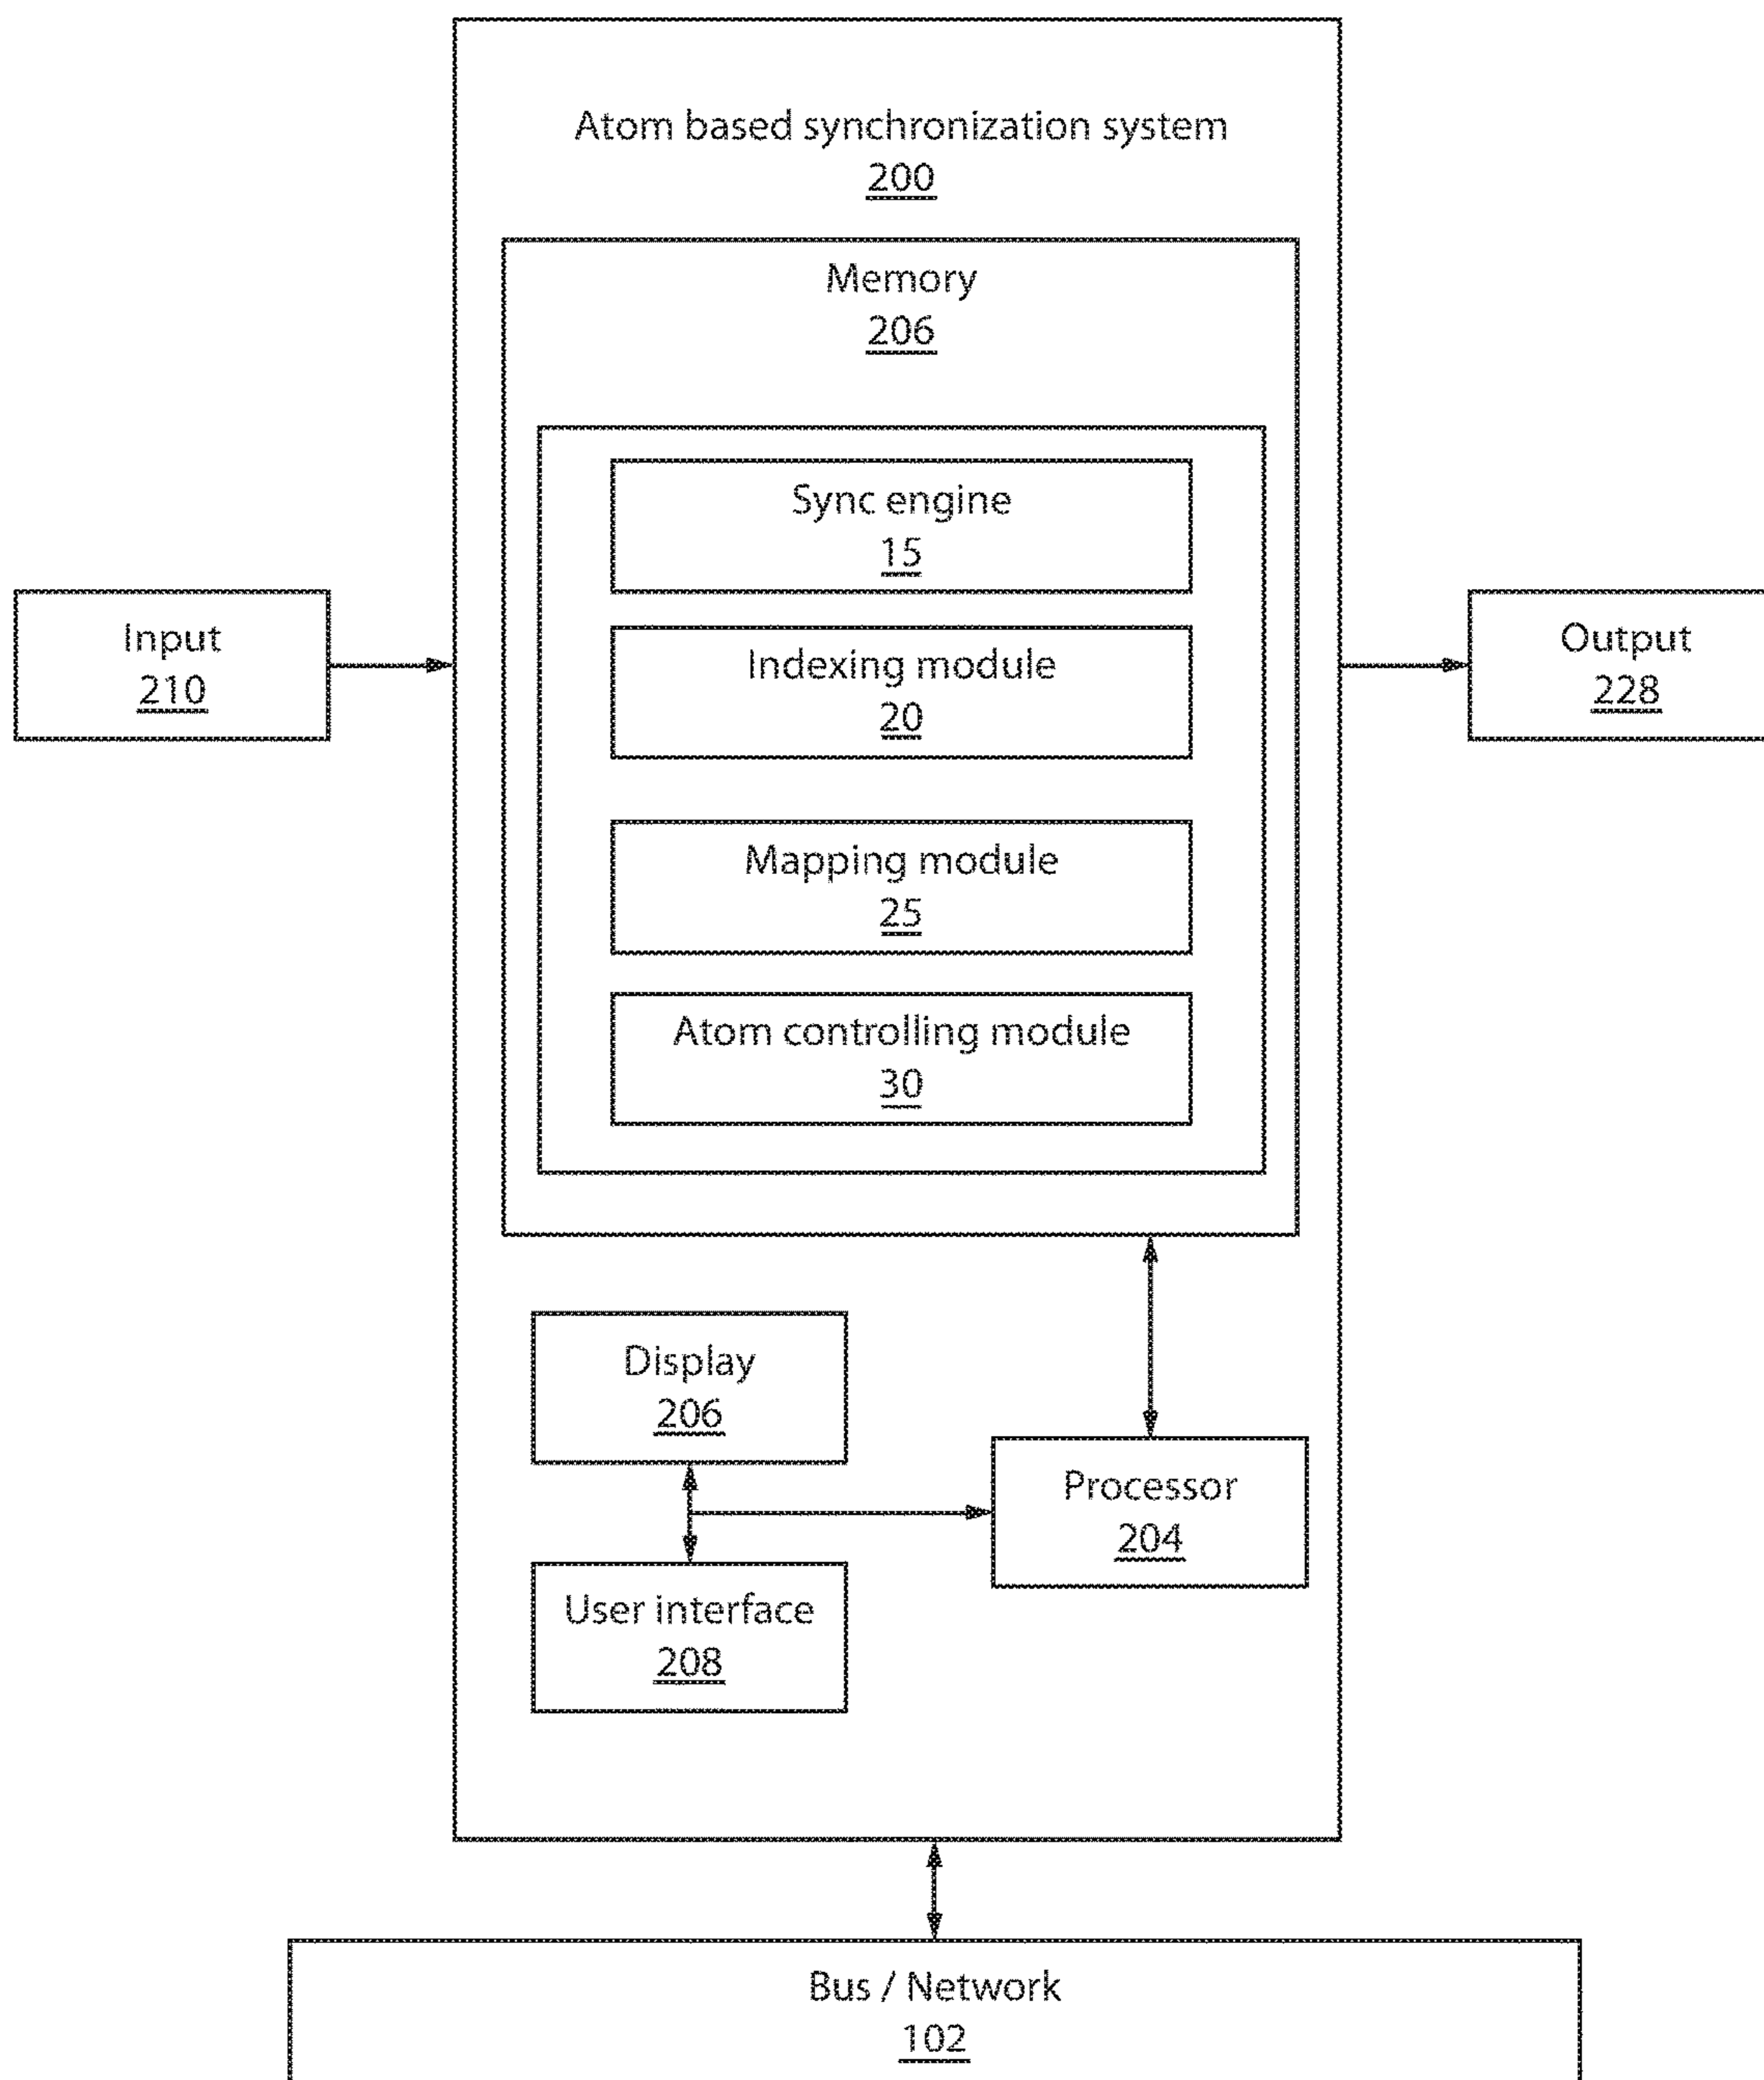 Atom based synchronization system
200
Memory
206
Sync engine
15
Indexing module
20
Mapping module
25
Atom controlling module
30
Input
210
Output
228
Display
206
Processor
204
User interface
208
Bus / Network
102